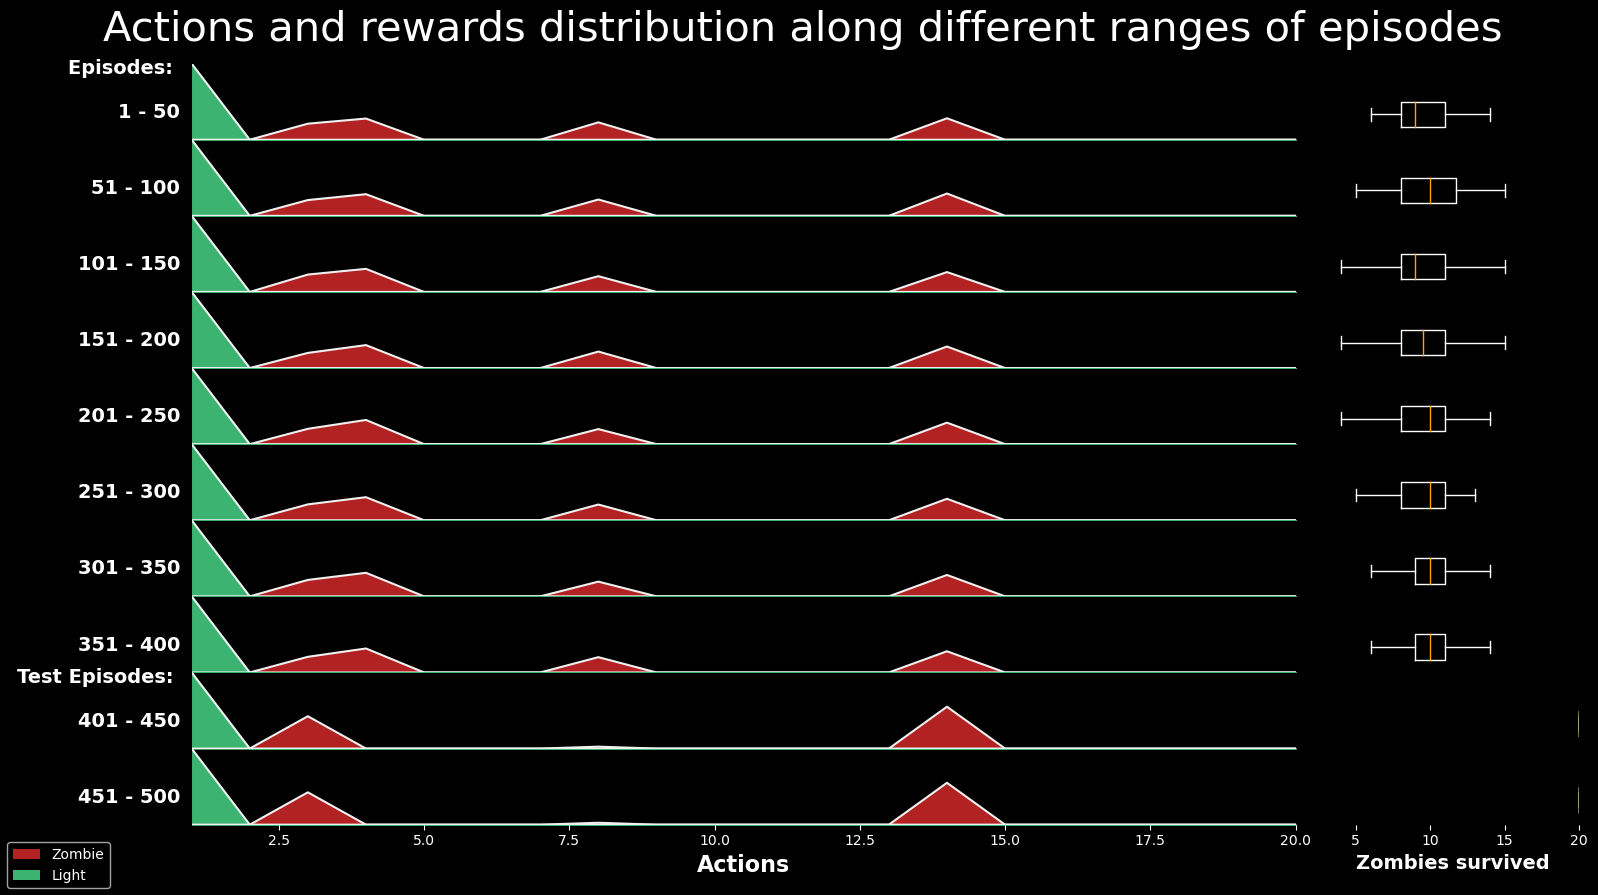 Actions and rewards distribution along different ranges of episodes
Episodes:
1 - 50
51 - 100
101 - 150
151 - 200
201 - 250
251 - 300
301 - 350
351 - 400
Test Episodes:
401 - 450
451 - 500
2.5 5.0 7.5 10.0 12.5 15.0 17.5 20.0 5 10 15 20
Actions Zombies survived
Zombie
Light